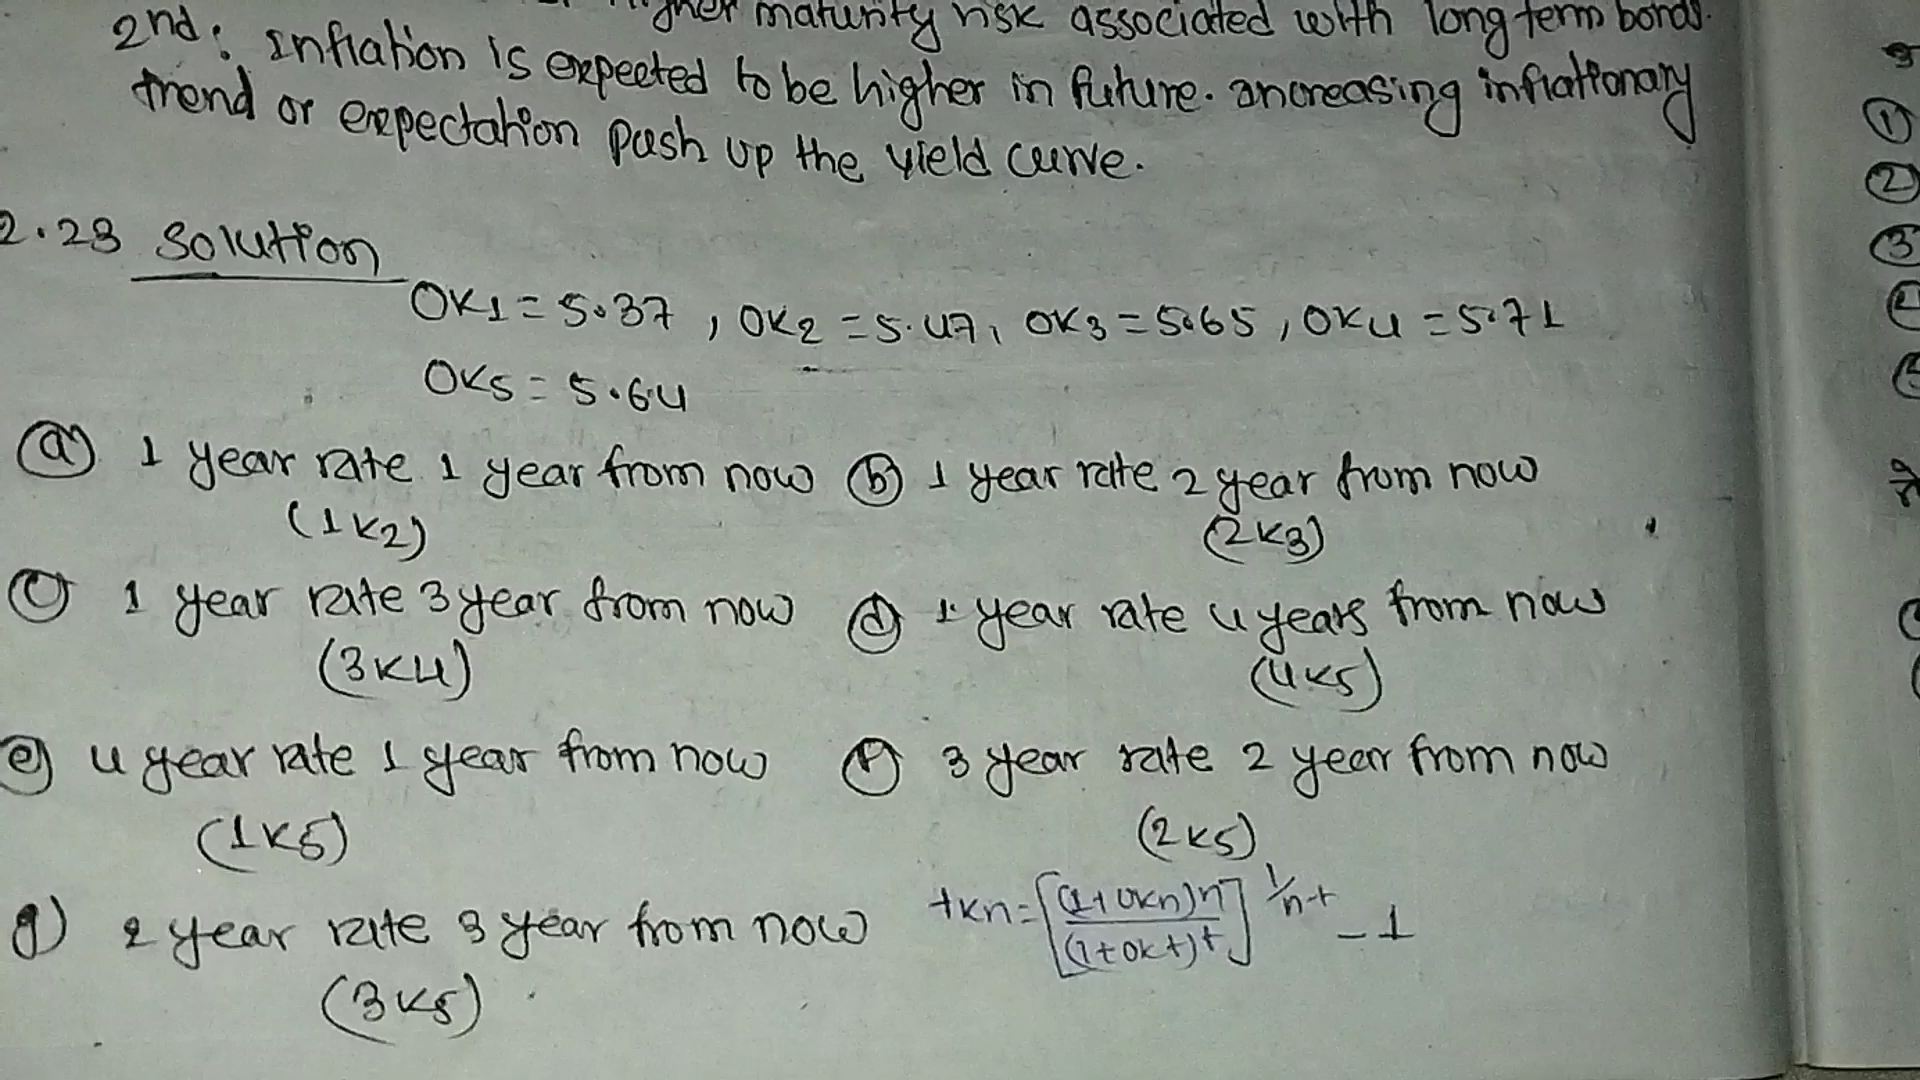 higher maturity risk associated with long term bonds.
2nd: Inflation is expected to be higher in future. Increasing inflationary
trend or expectation push up the yield curve.
2.23 Solution
0K1 = 5.37, 0K2 = 5.47, 0K3 = 5.65, 0K4 = 5.71
0K5 = 5.64
(a) 1 year rate 1 year from now (b) 1 year rate 2 year from now
(1K2) (2K3)
(c) 1 year rate 3 year from now (d) 1 year rate 4 years from now
(3K4) (4K5)
e) 4 year rate 1 year from now (f) 3 year rate 2 year from now
(1K5) (2K5)
g) 2 year rate 3 year from now tkn = [(1+0kn)n / (1+0kt)t] 1/n-t - 1
(3K5)
1
2
3